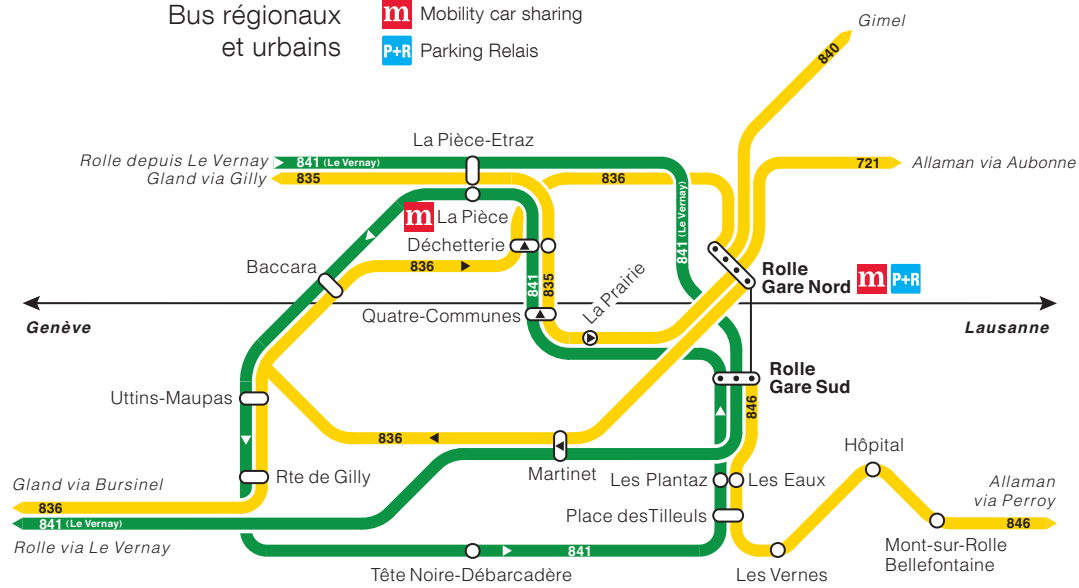 Bus régionaux
et urbains
m Mobility car sharing
P+R Parking Relais
Gimel
840
La Pièce-Etraz
Rolle depuis Le Vernay
841 (Le Vernay)
721
Allaman via Aubonne
Gland via Gilly
835
836
841 (Le Vernay)
m La Pièce
Déchetterie
Baccara
836
841
835
La Prairie
Rolle
Gare Nord
m P+R
Quatre-Communes
Genève
Lausanne
Rolle
Gare Sud
Uttins-Maupas
846
836
Martinet
Hôpital
Rte de Gilly
Les Plantaz
Les Eaux
Gland via Bursinel
836
Place desTilleuls
Allaman
via Perroy
841 (Le Vernay)
846
Rolle via Le Vernay
841
Mont-sur-Rolle
Bellefontaine
Tête Noire-Débarcadère
Les Vernes